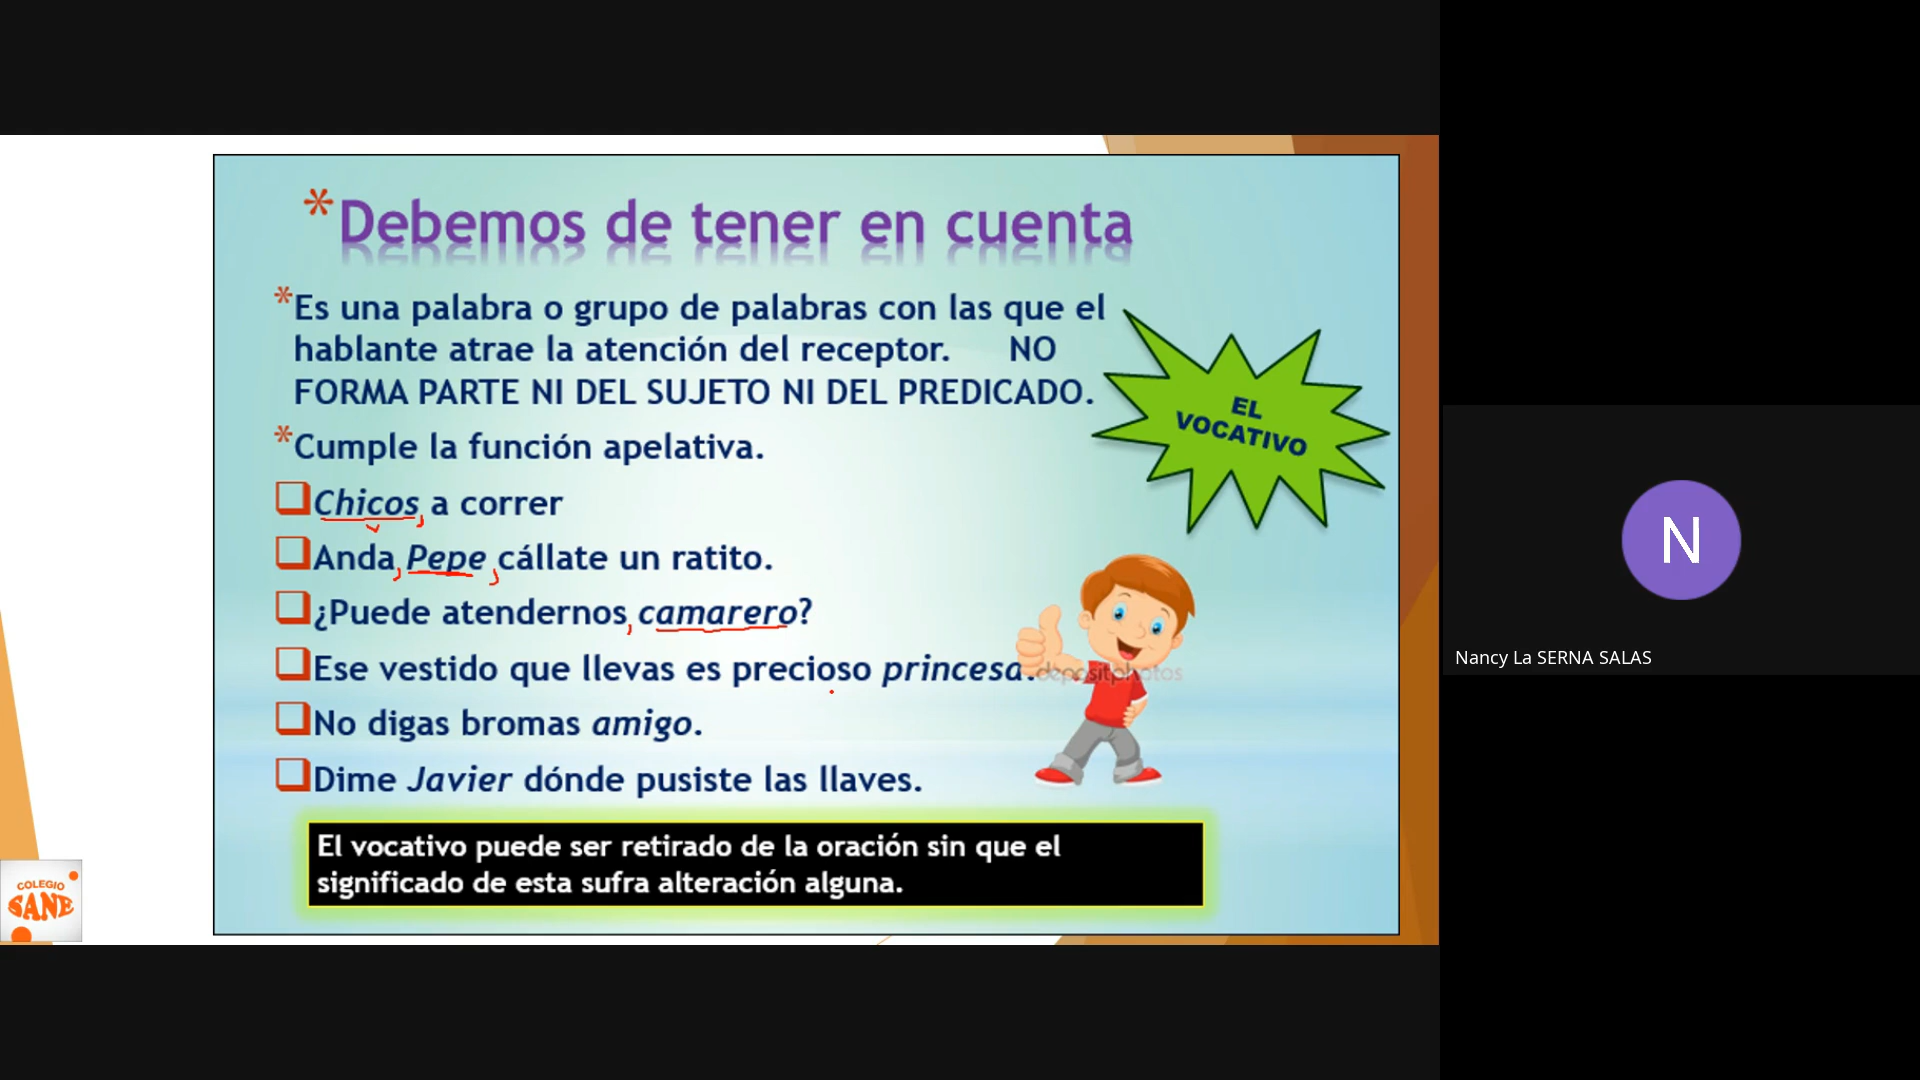 *Debemos de tener en cuenta
*Es una palabra o grupo de palabras con las que el
hablante atrae la atención del receptor. NO
FORMA PARTE NI DEL SUJETO NI DEL PREDICADO.
EL
VOCATIVO
*Cumple la función apelativa.
❑Chicos, a correr
❑Anda, Pepe, cállate un ratito.
❑¿Puede atendernos, camarero?
❑Ese vestido que llevas es precioso princesa.
depositphotos
❑No digas bromas amigo.
❑Dime Javier dónde pusiste las llaves.
El vocativo puede ser retirado de la oración sin que el
significado de esta sufra alteración alguna.
COLEGIO
SANE
N
Nancy La SERNA SALAS